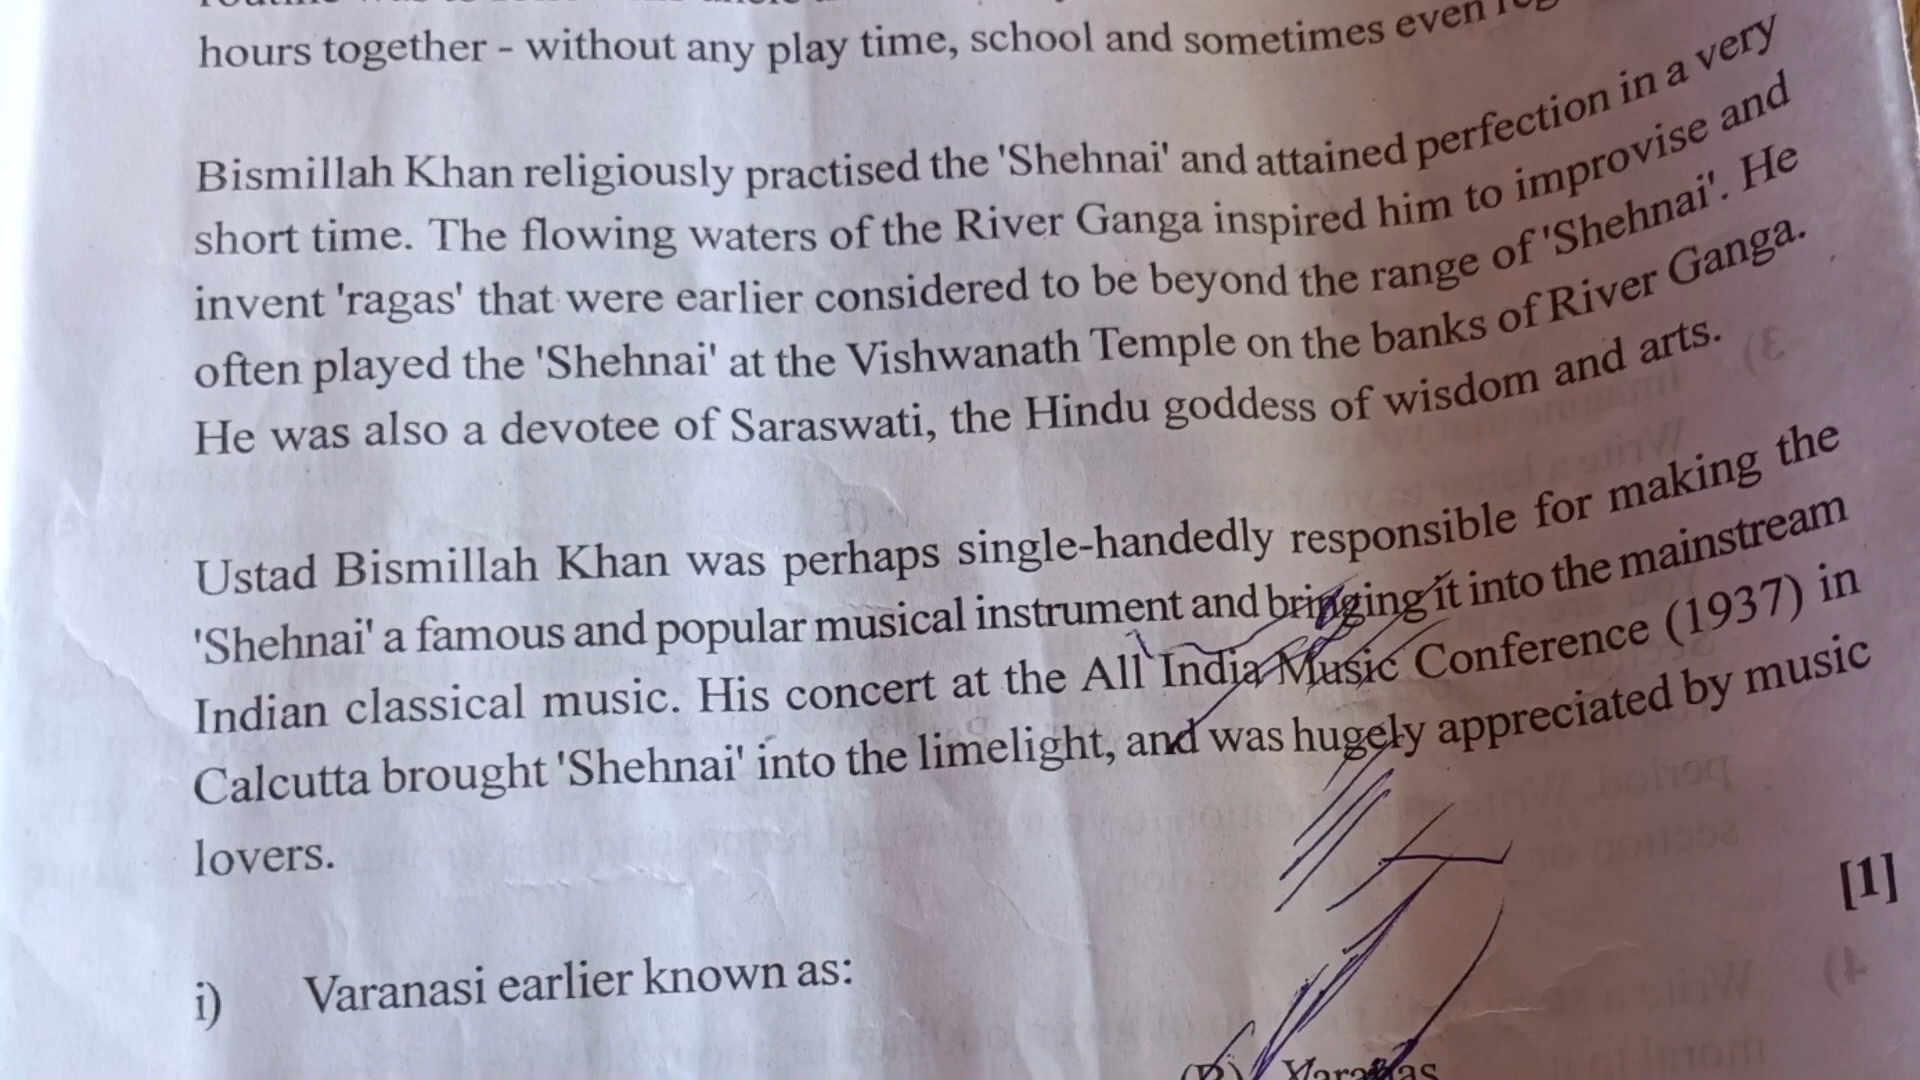 hours together - without any play time, school and sometimes even
Bismillah Khan religiously practised the 'Shehnai' and attained perfection in a very
short time. The flowing waters of the River Ganga inspired him to improvise and
invent 'ragas' that were earlier considered to be beyond the range of 'Shehnai'. He
often played the 'Shehnai' at the Vishwanath Temple on the banks of River Ganga.
He was also a devotee of Saraswati, the Hindu goddess of wisdom and arts.
Ustad Bismillah Khan was perhaps single-handedly responsible for making the
'Shehnai' a famous and popular musical instrument and bringing it into the mainstream
Indian classical music. His concert at the All India Music Conference (1937) in
Calcutta brought 'Shehnai' into the limelight, and was hugely appreciated by music
lovers.
[1]
i) Varanasi earlier known as: